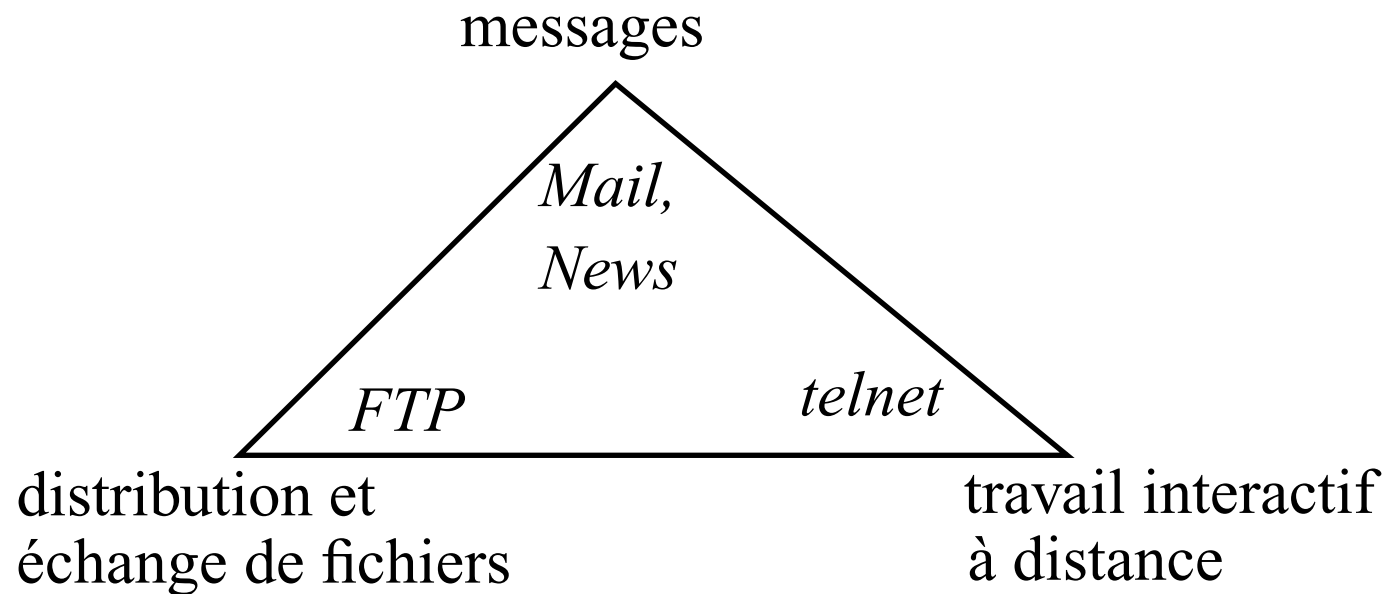 messages
Mail,
News
FTP
telnet
distribution et
échange de fichiers
travail interactif
à distance